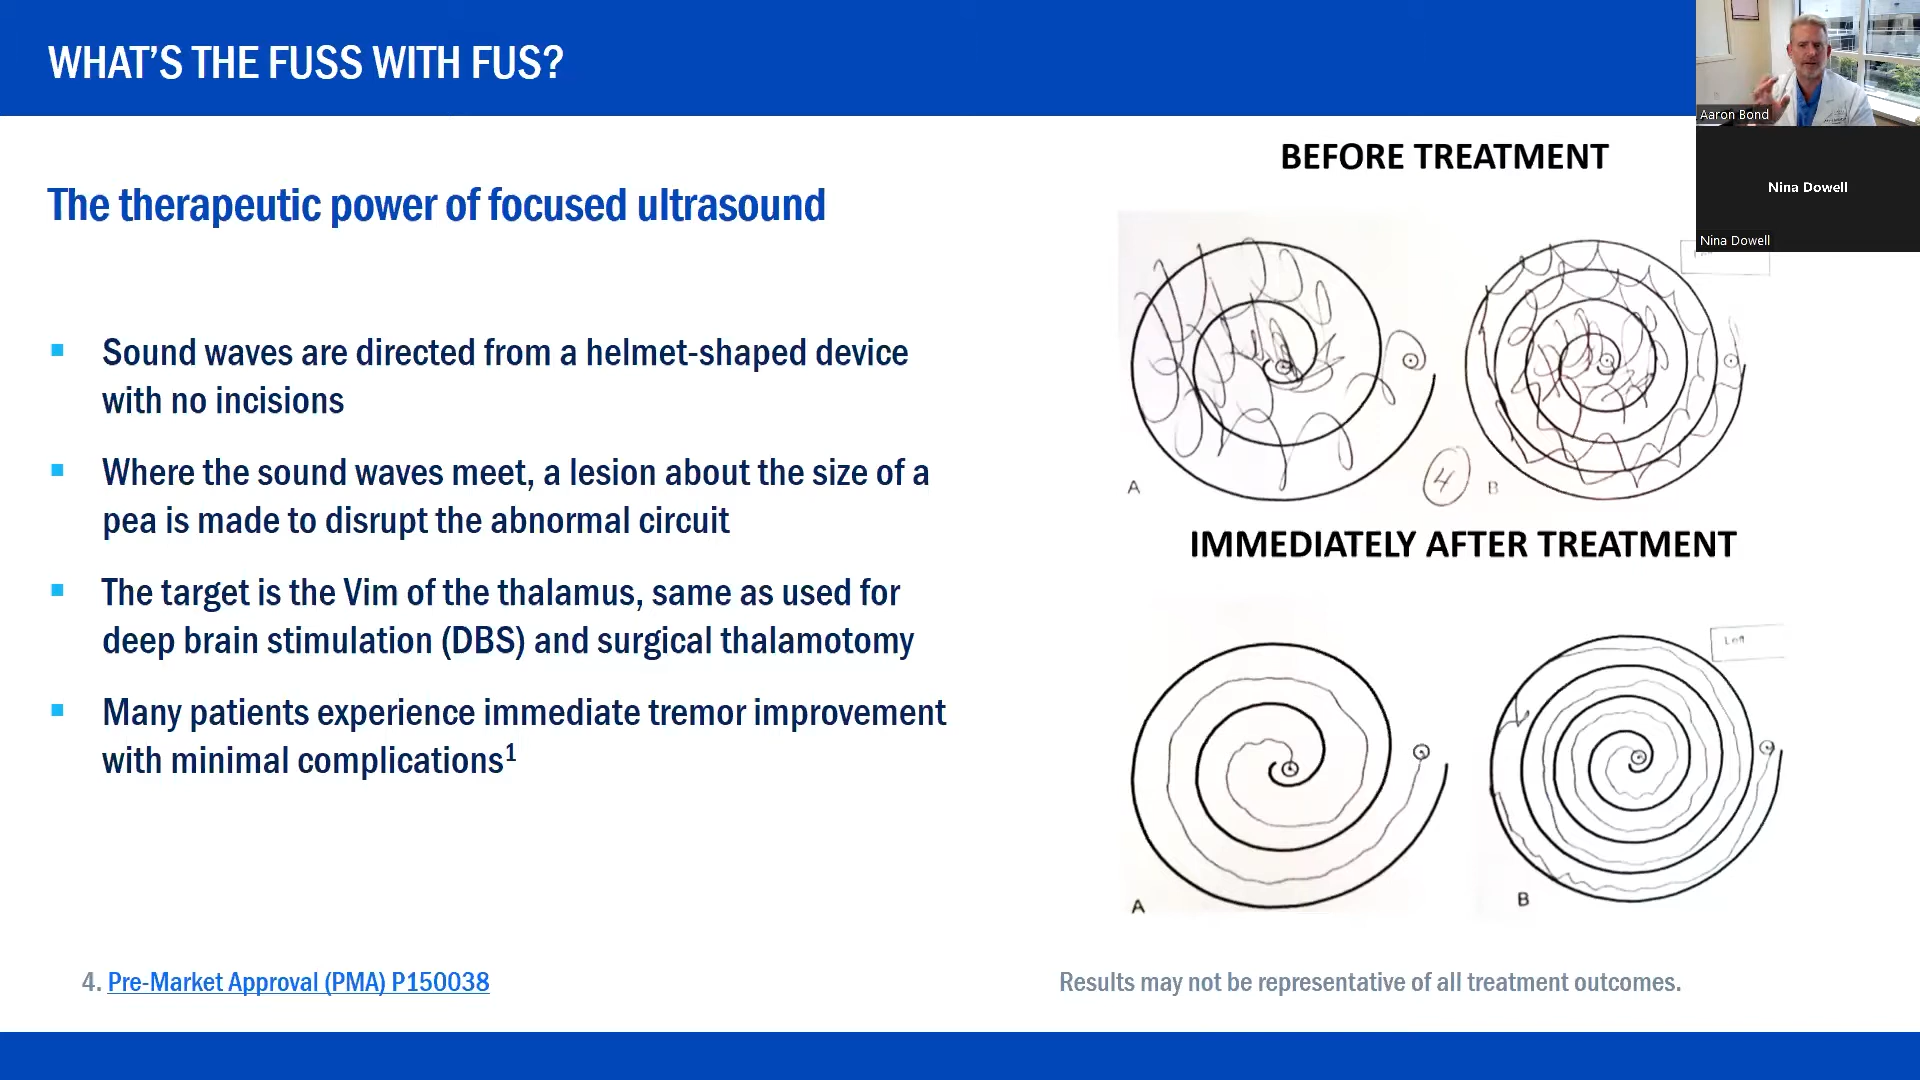 WHAT'S THE FUSS WITH FUS?
Aaron Bond
Nina Dowell
Nina Dowell
The therapeutic power of focused ultrasound
▪ Sound waves are directed from a helmet-shaped device
with no incisions
▪ Where the sound waves meet, a lesion about the size of a
pea is made to disrupt the abnormal circuit
▪ The target is the Vim of the thalamus, same as used for
deep brain stimulation (DBS) and surgical thalamotomy
▪ Many patients experience immediate tremor improvement
with minimal complications¹
4. Pre-Market Approval (PMA) P150038
BEFORE TREATMENT
A
4
B
IMMEDIATELY AFTER TREATMENT
Left
A
B
Results may not be representative of all treatment outcomes.